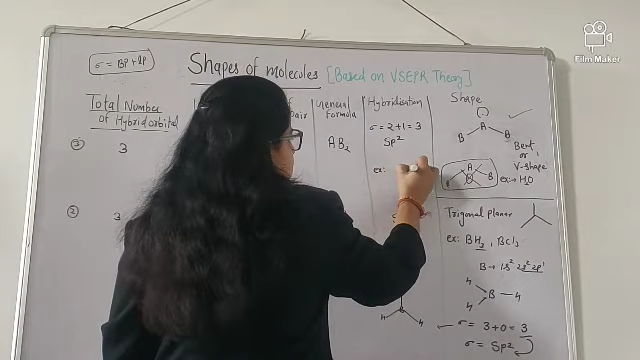 Film Maker
σ = BP + LP
Shapes of molecules [Based on VSEPR Theory]
Total Number of Hybrid orbital
General formula
Hybridisation
Shape
3
AB2
σ = 2+1 = 3
sp2
ex:
A
B B
Bent or V-shape
A
B
ex → H2O
3
Trigonal planar
ex: BH3, BCl3
B → 1s2 2s2 2p1
H
B — H
H
σ = 3+0 = 3
σ = sp2